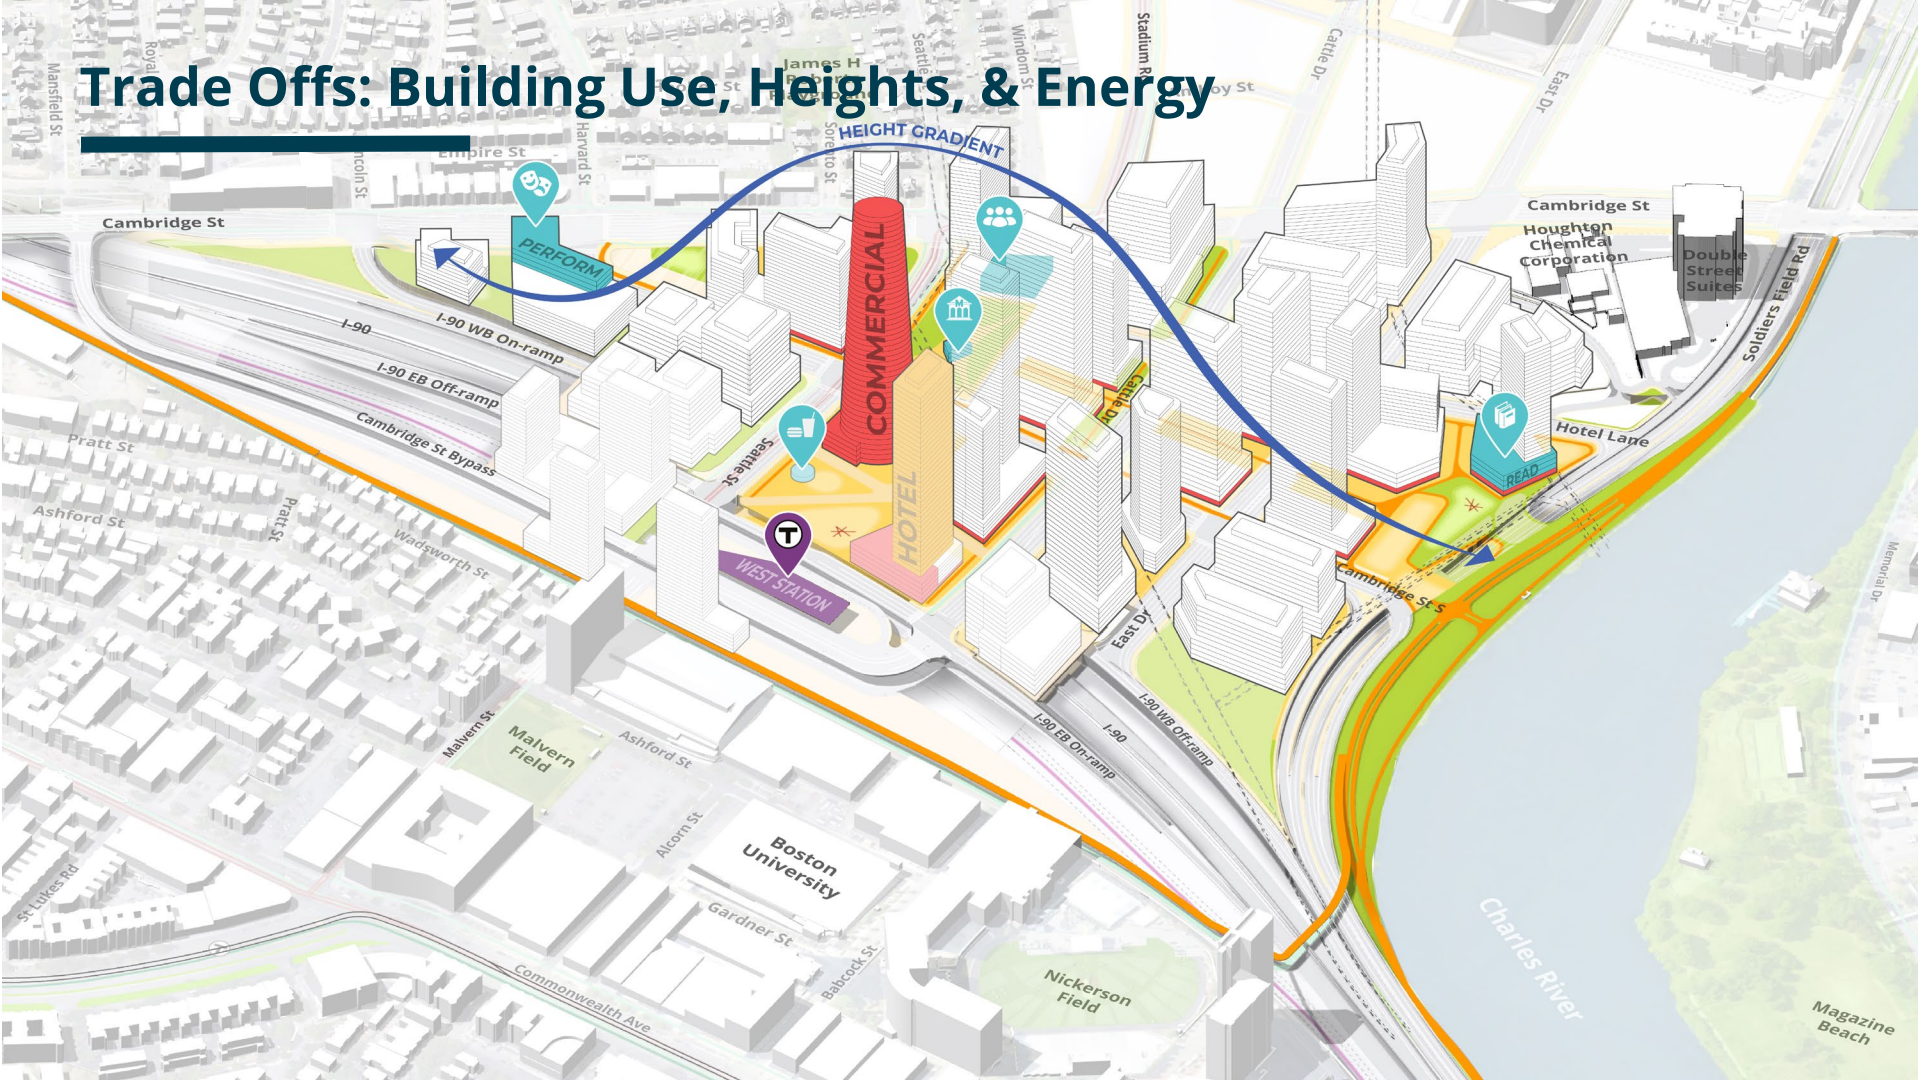 Trade Offs: Building Use, Heights, & Energy
Mansfield St
Empire St
Harvard St
Windom St
Stadium R
Cattle Dr
East Dr
James H
HEIGHT GRADIENT
Cambridge St
Cambridge St
Houghton
Chemical
Corporation
Double
Street
Suites
Soldiers Field Rd
PERFORM
COMMERCIAL
HOTEL
READ
I-90
I-90 WB On-ramp
I-90 EB Off-ramp
Cambridge St Bypass
Seattle St
Cattle Dr
Hotel Lane
T
WEST STATION
Pratt St
Pratt St
Ashford St
Wadsworth St
Cambridge St S
East Dr
Memorial Dr
I-90 EB On-ramp
I-90
I-90 WB Off-ramp
Malvern St
Malvern
Field
Ashford St
Alcorn St
Boston
University
Gardner St
Babcock St
St Lukes Rd
Commonwealth Ave
Nickerson
Field
Charles River
Magazine
Beach